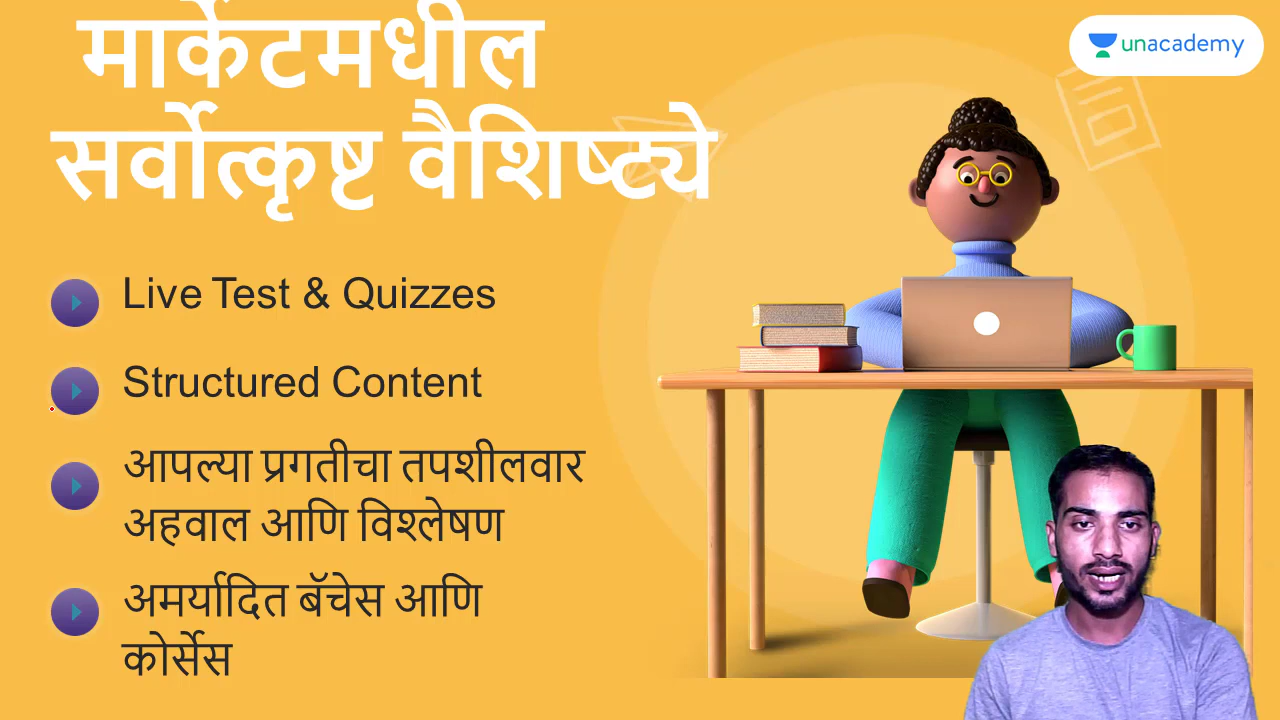 मार्केटमधील
सर्वोत्कृष्ट वैशिष्ट्ये
unacademy
Live Test & Quizzes
Structured Content
आपल्या प्रगतीचा तपशीलवार
अहवाल आणि विश्लेषण
अमर्यादित बॅचेस आणि
कोर्सेस